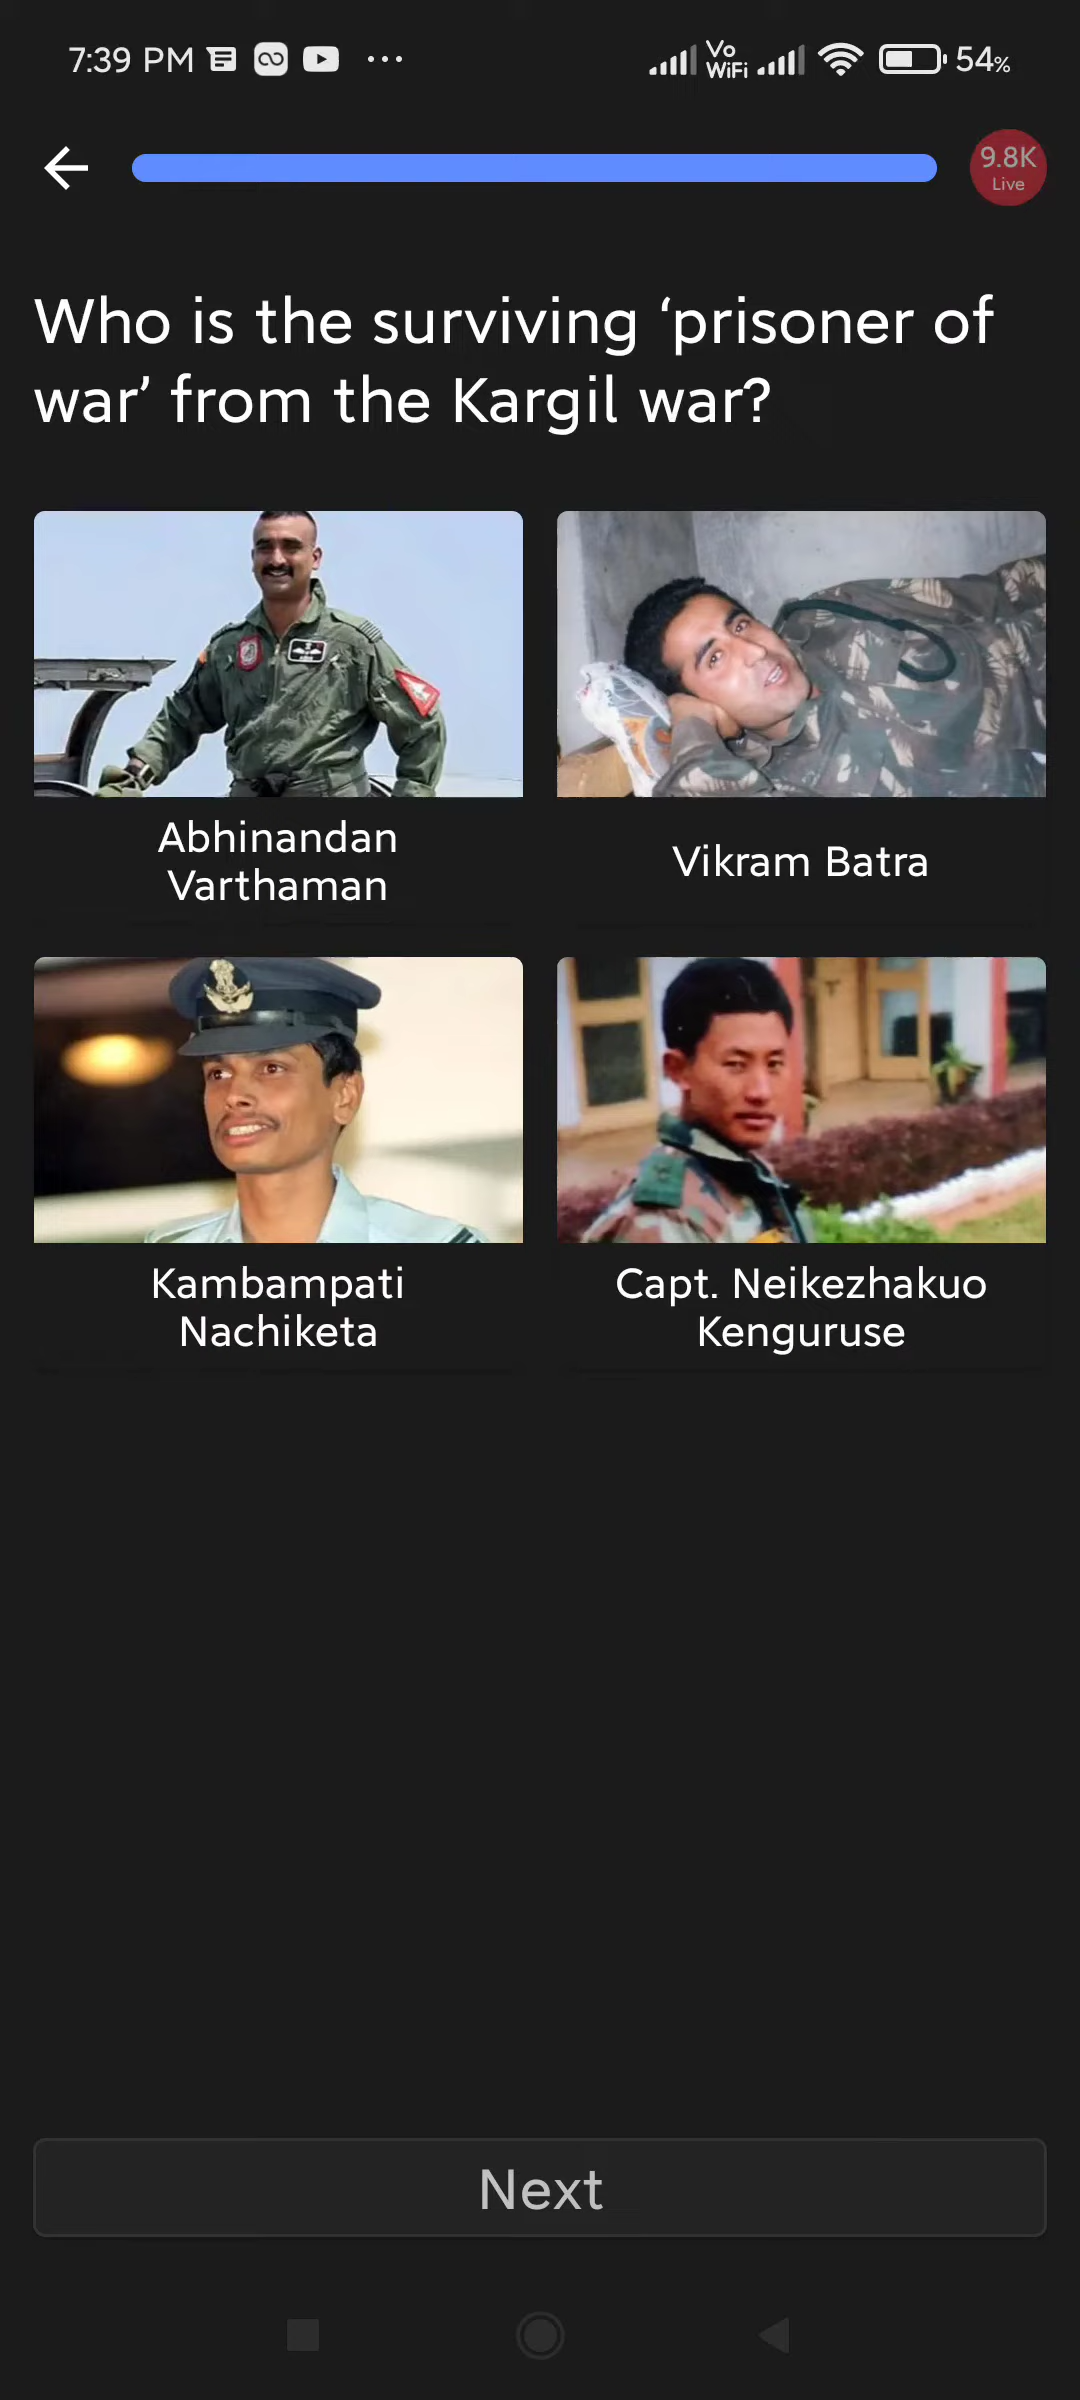 7:39 PM
Vo
WiFi
54%
9.8K
Live
Who is the surviving ‘prisoner of
war’ from the Kargil war?
Abhinandan
Varthaman
Vikram Batra
Kambampati
Nachiketa
Capt. Neikezhakuo
Kenguruse
Next